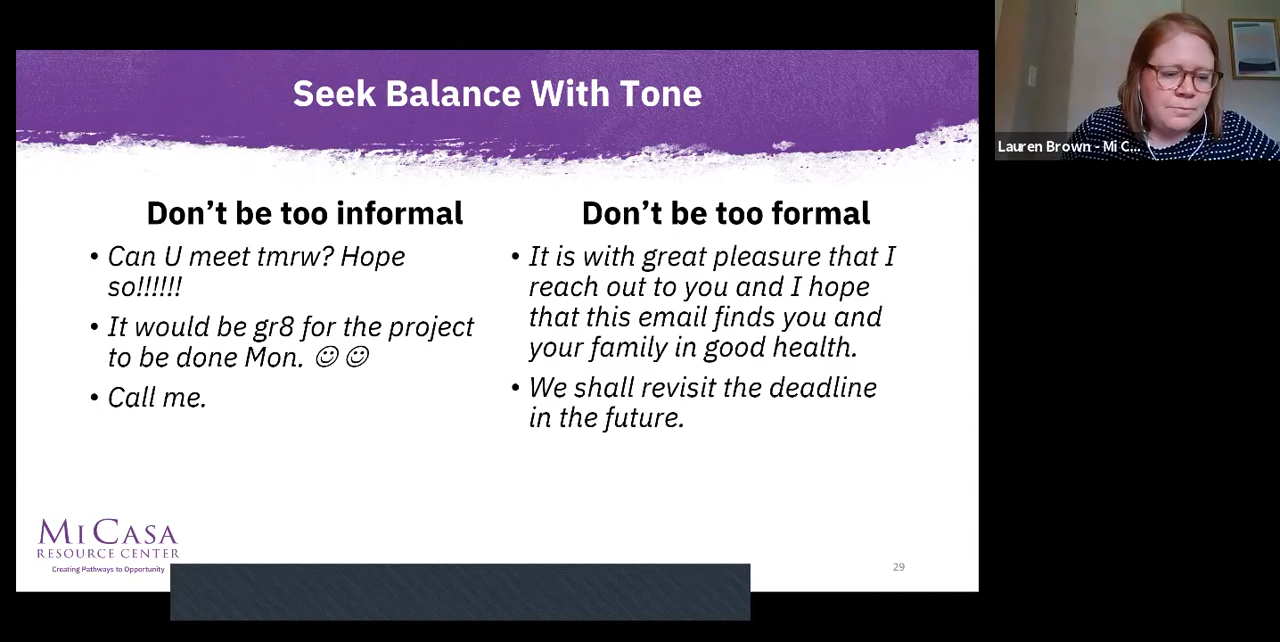 Seek Balance With Tone
Don't be too informal
• Can U meet tmrw? Hope
so!!!!!!
• It would be gr8 for the project
to be done Mon. ☺ ☺
• Call me.
Don't be too formal
• It is with great pleasure that I
reach out to you and I hope
that this email finds you and
your family in good health.
• We shall revisit the deadline
in the future.
MI CASA
RESOURCE CENTER
Creating Pathways to Opportunity
29
Lauren Brown - Mi C...